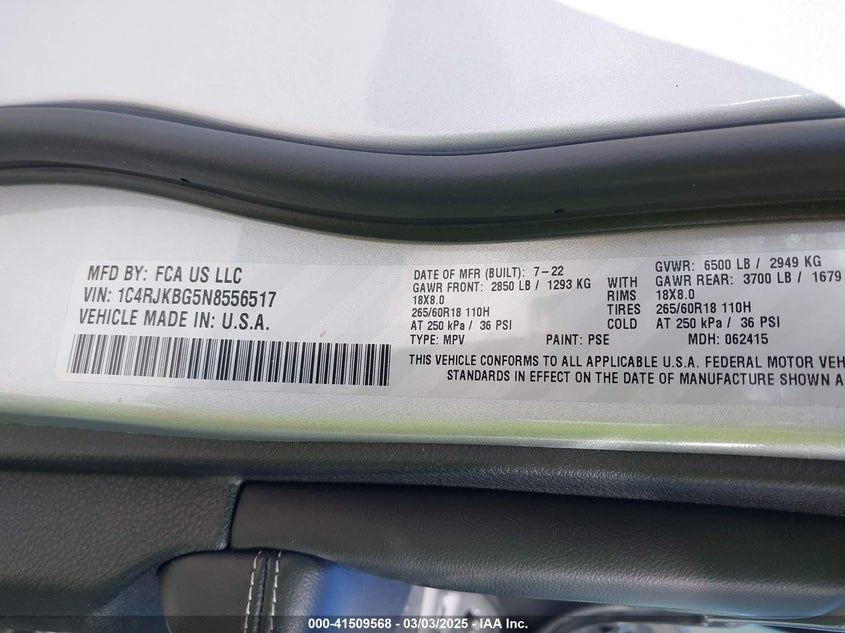 MFD BY: FCA US LLC
VIN: 1C4RJKBG5N8556517
VEHICLE MADE IN: U.S.A.
DATE OF MFR (BUILT): 7-22
GVWR: 6500 LB / 2949 KG
GAWR FRONT: 2850 LB / 1293 KG WITH GAWR REAR: 3700 LB / 1679
18X8.0 RIMS 18X8.0
265/60R18 110H TIRES 265/60R18 110H
AT 250 kPa / 36 PSI COLD AT 250 kPa / 36 PSI
TYPE: MPV PAINT: PSE MDH: 062415
THIS VEHICLE CONFORMS TO ALL APPLICABLE U.S.A. FEDERAL MOTOR VEH
STANDARDS IN EFFECT ON THE DATE OF MANUFACTURE SHOWN A
000-41509568 - 03/03/2025 - IAA Inc.